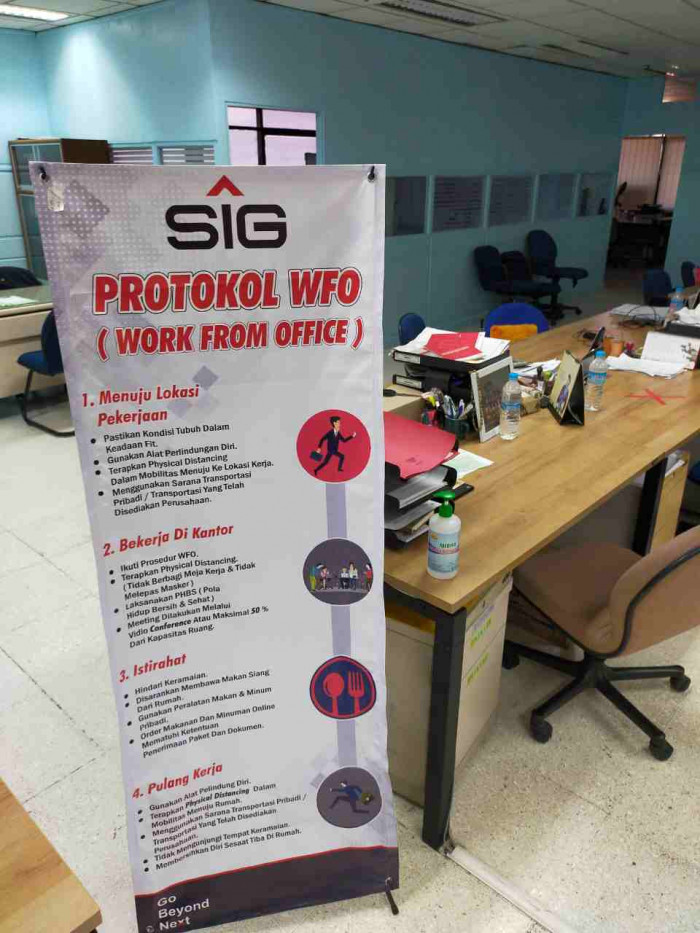 SIG
PROTOKOL WFO
( WORK FROM OFFICE )
1. Menuju Lokasi
Pekerjaan
• Pastikan Kondisi Tubuh Dalam
Keadaan Fit.
• Gunakan Alat Perlindungan Diri.
• Terapkan Physical Distancing
Dalam Mobilitas Menuju Ke Lokasi Kerja.
• Menggunakan Sarana Transportasi
Pribadi / Transportasi Yang Telah
Disediakan Perusahaan.
2. Bekerja Di Kantor
• Ikuti Prosedur WFO.
• Terapkan Physical Distancing.
( Tidak Berbagi Meja Kerja & Tidak
Melepas Masker )
• Laksanakan PHBS ( Pola
Hidup Bersih & Sehat )
• Meeting Dilakukan Melalui
Vidio Conference Atau Maksimal 50 %
Dari Kapasitas Ruang.
3. Istirahat
• Hindari Keramaian.
• Disarankan Membawa Makan Siang
Dari Rumah.
• Gunakan Peralatan Makan & Minum
Pribadi.
• Order Makanan Dan Minuman Online
Mematuhi Ketentuan
Penerimaan Paket Dan Dokumen.
4. Pulang Kerja
• Gunakan Alat Pelindung Diri.
• Terapkan Physical Distancing Dalam
Mobilitas Menuju Rumah.
• Menggunakan Sarana Transportasi Pribadi /
Transportasi Yang Telah Disediakan
Perusahaan.
• Tidak Mengunjungi Tempat Keramaian.
• Membersihkan Diri Sesaat Tiba Di Rumah.
Go
Beyond
Next